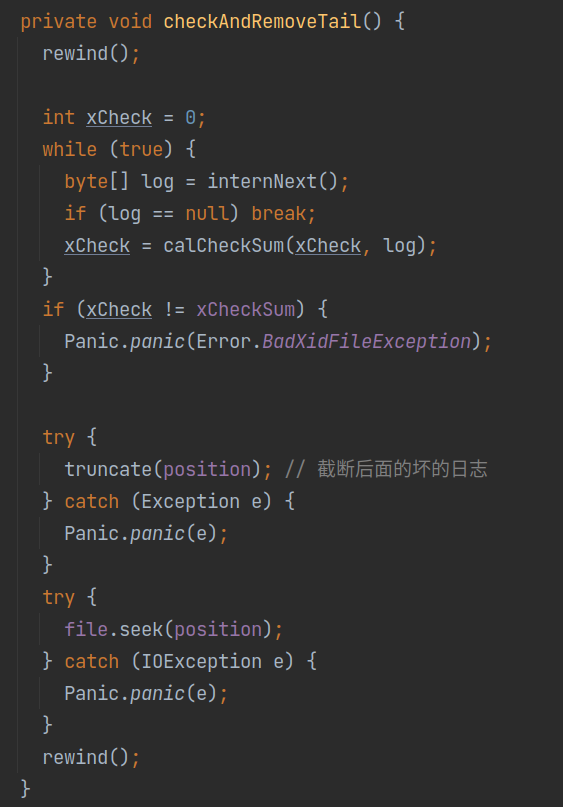 private void checkAndRemoveTail() {
rewind();
int xCheck = 0;
while (true) {
byte[] log = internNext();
if (log == null) break;
xCheck = calCheckSum(xCheck, log);
}
if (xCheck != xCheckSum) {
Panic.panic(Error.BadXidFileException);
}
try {
truncate(position); // 截断后面的坏的日志
} catch (Exception e) {
Panic.panic(e);
}
try {
file.seek(position);
} catch (IOException e) {
Panic.panic(e);
}
rewind();
}